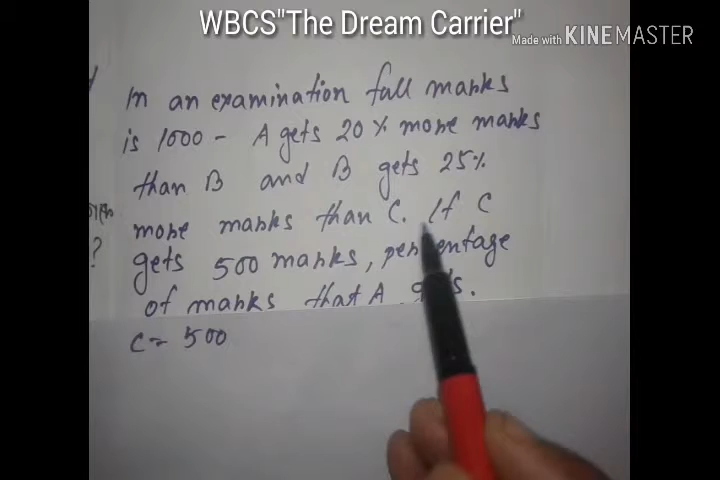 WBCS"The Dream Carrier"
Made with KINEMASTER
In an examination full marks
is 1000 - A gets 20% more marks
than B and B gets 25%
more marks than C. If C
gets 500 marks, percentage
of marks that A gets.
?
C = 500